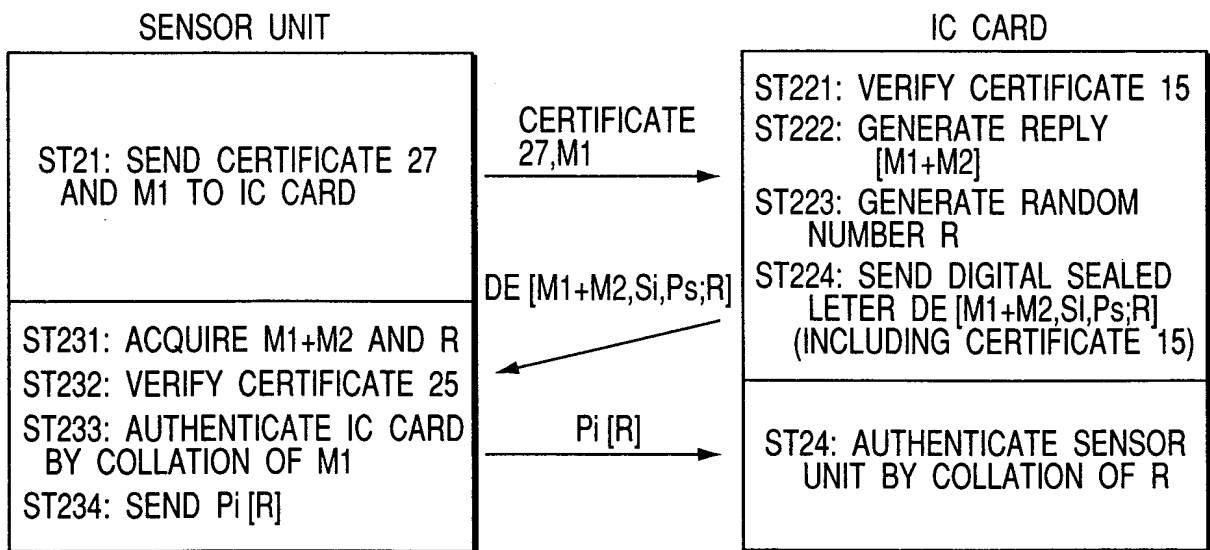 SENSOR UNIT
ST21: SEND CERTIFICATE 27
AND M1 TO IC CARD
CERTIFICATE
27,M1
IC CARD
ST221: VERIFY CERTIFICATE 15
ST222: GENERATE REPLY
[M1+M2]
ST223: GENERATE RANDOM
NUMBER R
ST224: SEND DIGITAL SEALED
LETER DE [M1+M2,SI,Ps;R]
(INCLUDING CERTIFICATE 15)
DE [M1+M2,Si,Ps;R]
ST231: ACQUIRE M1+M2 AND R
ST232: VERIFY CERTIFICATE 25
ST233: AUTHENTICATE IC CARD
BY COLLATION OF M1
ST234: SEND Pi [R]
Pi [R]
ST24: AUTHENTICATE SENSOR
UNIT BY COLLATION OF R